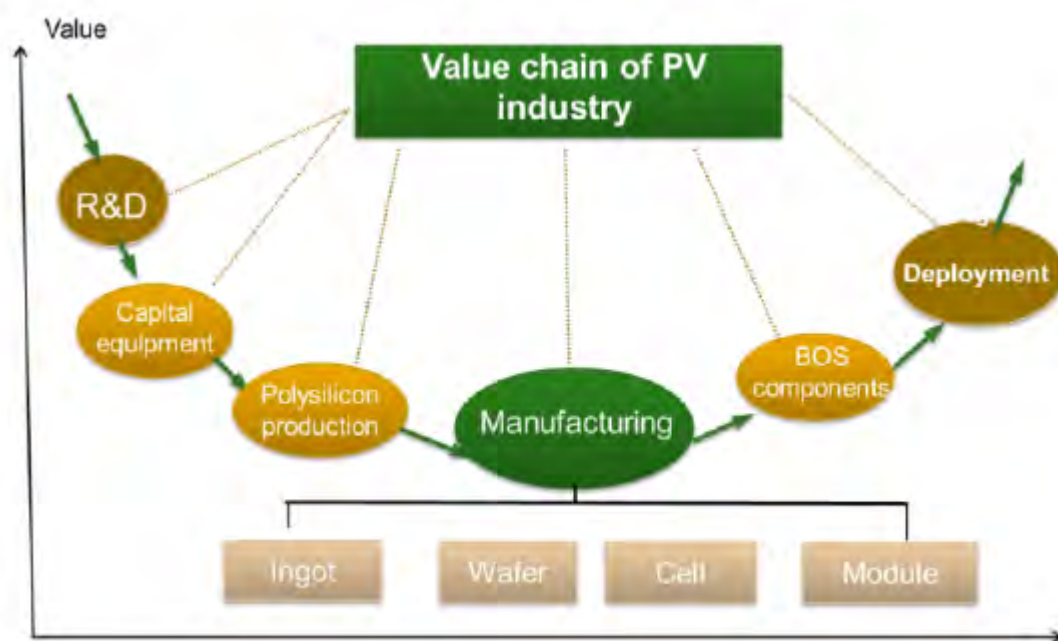 Value
Value chain of PV
industry
R&D
Capital
equipment
Polysilicon
production
Manufacturing
BOS
components
Deployment
Ingot
Wafer
Cell
Module